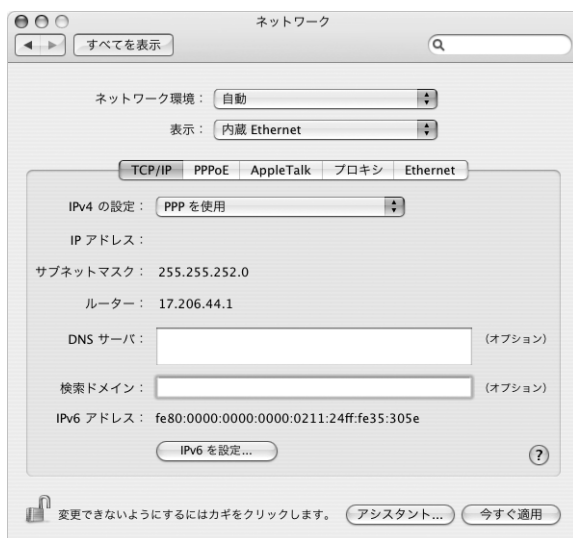 ネットワーク
すべてを表示
ネットワーク環境： 自動
表示： 内蔵 Ethernet
TCP/IP PPPoE AppleTalk プロキシ Ethernet
IPv4 の設定： PPP を使用
IP アドレス：
サブネットマスク： 255.255.252.0
ルーター： 17.206.44.1
DNS サーバ： (オプション)
検索ドメイン： (オプション)
IPv6 アドレス： fe80:0000:0000:0000:0211:24ff:fe35:305e
IPv6 を設定... ?
変更できないようにするにはカギをクリックします。 アシスタント... 今すぐ適用